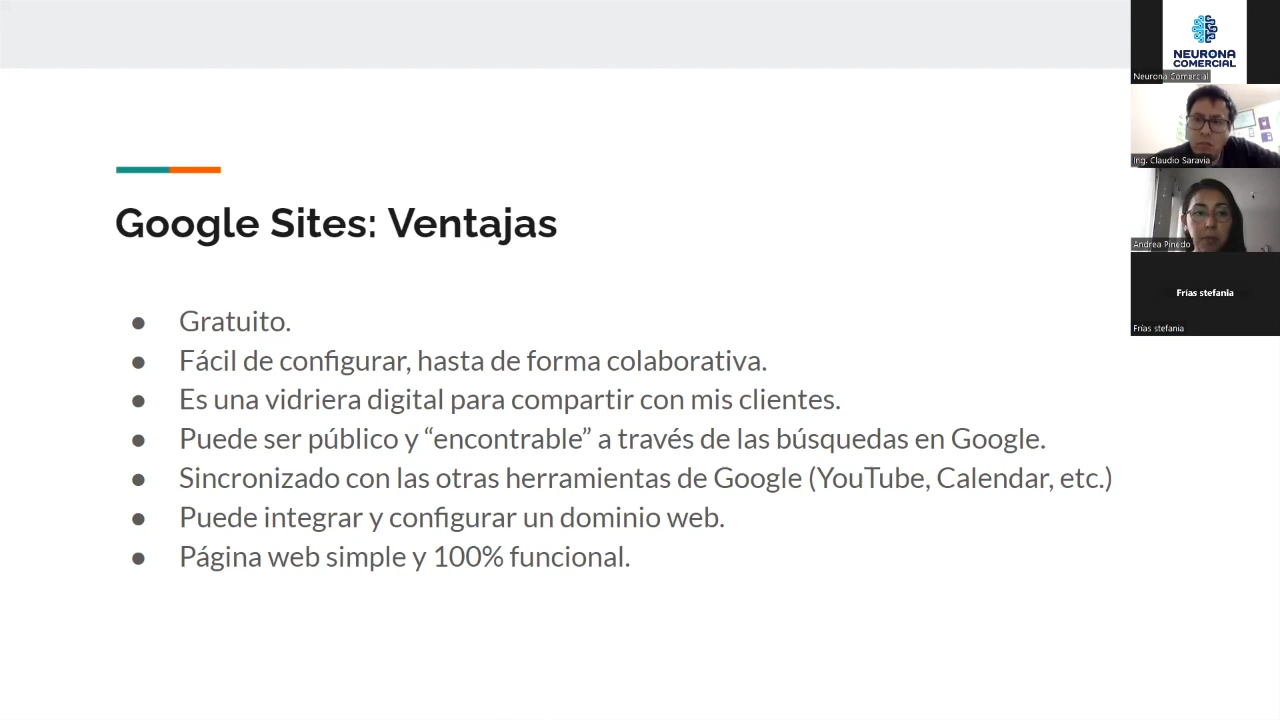 Google Sites: Ventajas
● Gratuito.
● Fácil de configurar, hasta de forma colaborativa.
● Es una vidriera digital para compartir con mis clientes.
● Puede ser público y “encontrable” a través de las búsquedas en Google.
● Sincronizado con las otras herramientas de Google (YouTube, Calendar, etc.)
● Puede integrar y configurar un dominio web.
● Página web simple y 100% funcional.
NEURONA
COMERCIAL
Neurona Comercial
Ing. Claudio Saravia
Andrea Pinedo
Frías stefania
Frías stefania